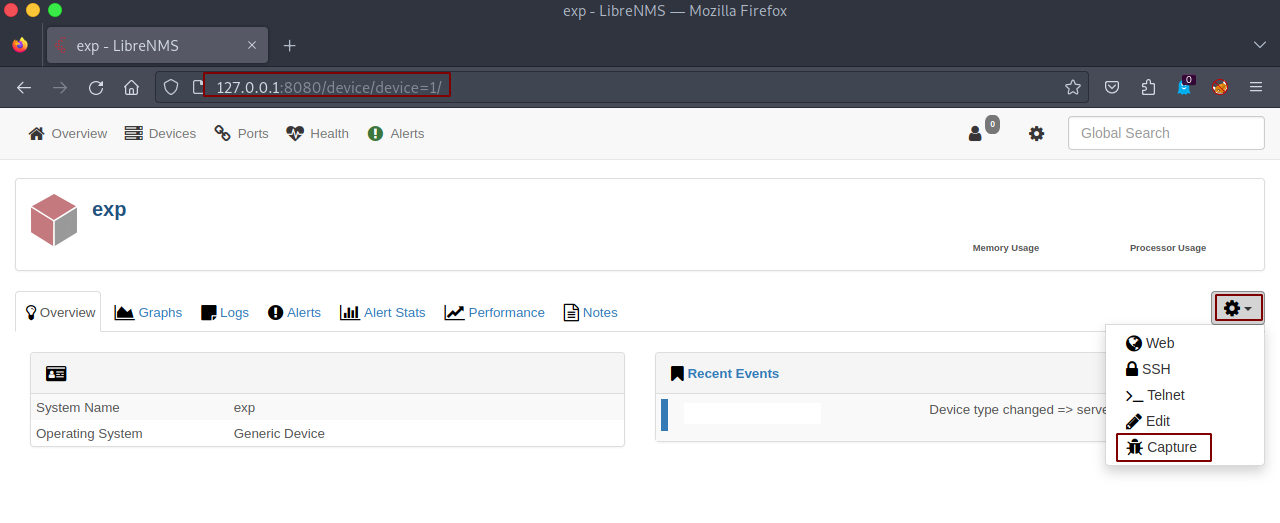 exp - LibreNMS — Mozilla Firefox
exp - LibreNMS
127.0.0.1:8080/device/device=1/
0
Overview Devices Ports Health Alerts 0 Global Search
exp
Memory Usage Processor Usage
Overview Graphs Logs Alerts Alert Stats Performance Notes
Web
SSH
Telnet
Edit
Capture
System Name exp
Operating System Generic Device
Recent Events
Device type changed => serve